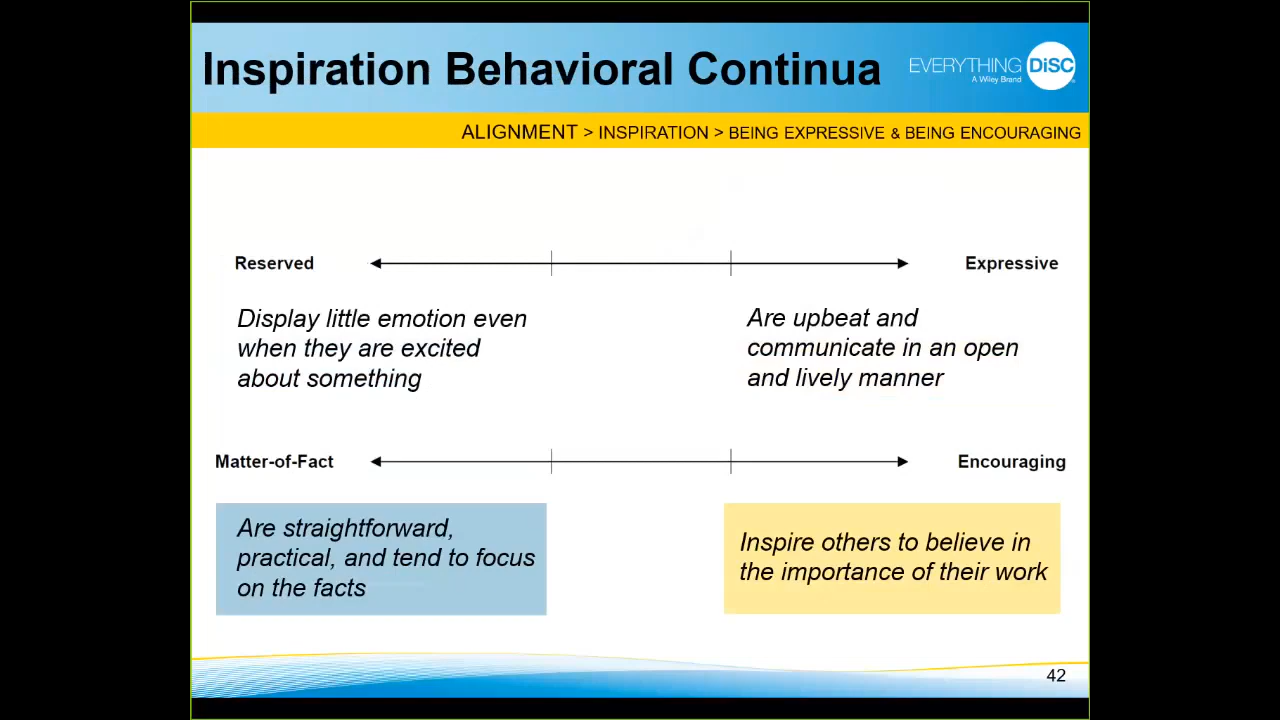 Inspiration Behavioral Continua
EVERYTHING DiSC
A Wiley Brand
ALIGNMENT > INSPIRATION > BEING EXPRESSIVE & BEING ENCOURAGING
Reserved
Expressive
Display little emotion even
when they are excited
about something
Are upbeat and
communicate in an open
and lively manner
Matter-of-Fact
Encouraging
Are straightforward,
practical, and tend to focus
on the facts
Inspire others to believe in
the importance of their work
42